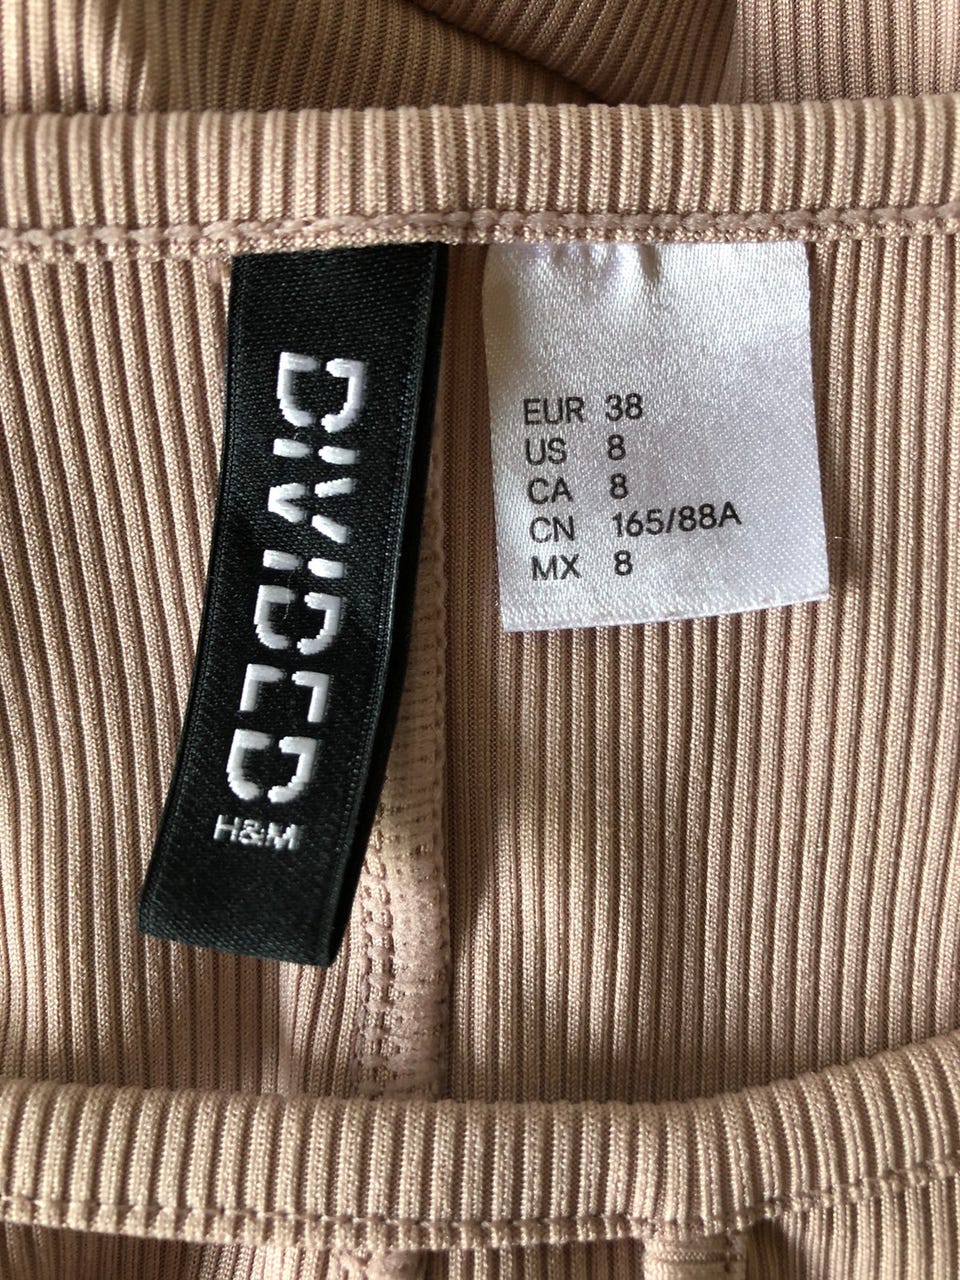 DIVIDED
H&M
EUR 38
US 8
CA 8
CN 165/88A
MX 8